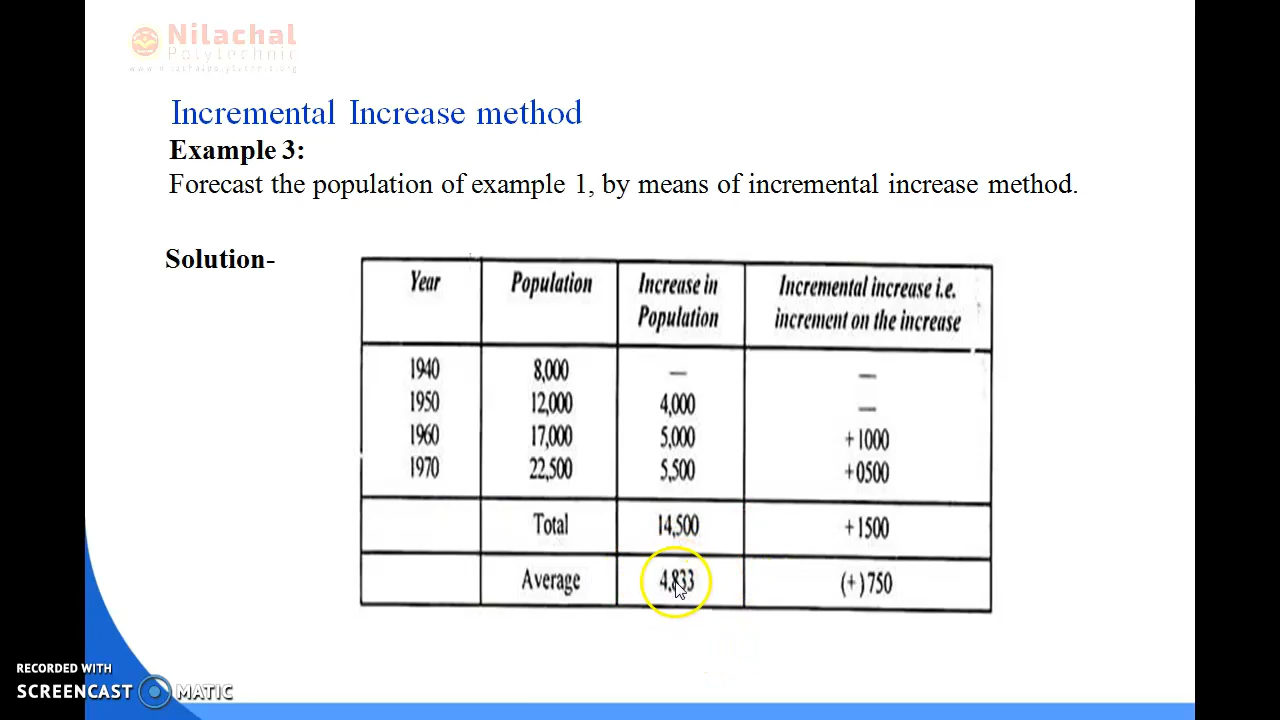 Nilachal
Polytechnic
www.nilachalpolytechnic.org
Incremental Increase method
Example 3:
Forecast the population of example 1, by means of incremental increase method.
Solution-
Year Population Increase in Population Incremental increase i.e. increment on the increase
1940 8,000 — —
1950 12,000 4,000 —
1960 17,000 5,000 +1000
1970 22,500 5,500 +0500
Total 14,500 +1500
Average 4,833 (+) 750
RECORDED WITH
SCREENCAST MATIC